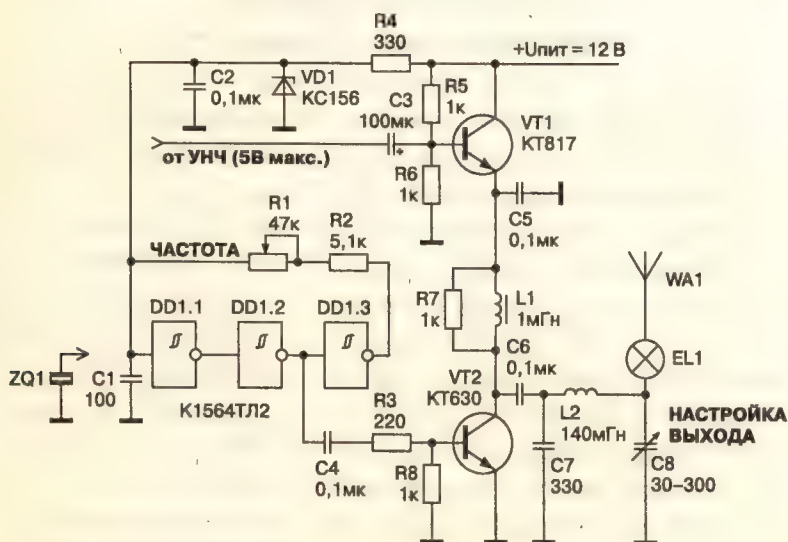 R4
330
+Uпит = 12 В
C2
0,1мк
VD1
КС156
C3
100мк
R5
1к
VT1
КТ817
от УНЧ (5В макс.)
+
R6
1к
C5
0,1мк
R1
47к
R2
5,1к
ЧАСТОТА
WA1
R7
1к
L1
1мГн
DD1.1
DD1.2
DD1.3
EL1
C6
0,1мк
ZQ1
C1
100
К1564ТЛ2
R3
220
VT2
КТ630
L2
140мГн
НАСТРОЙКА
ВЫХОДА
C4
0,1мк
R8
1к
C7
330
C8
30–300